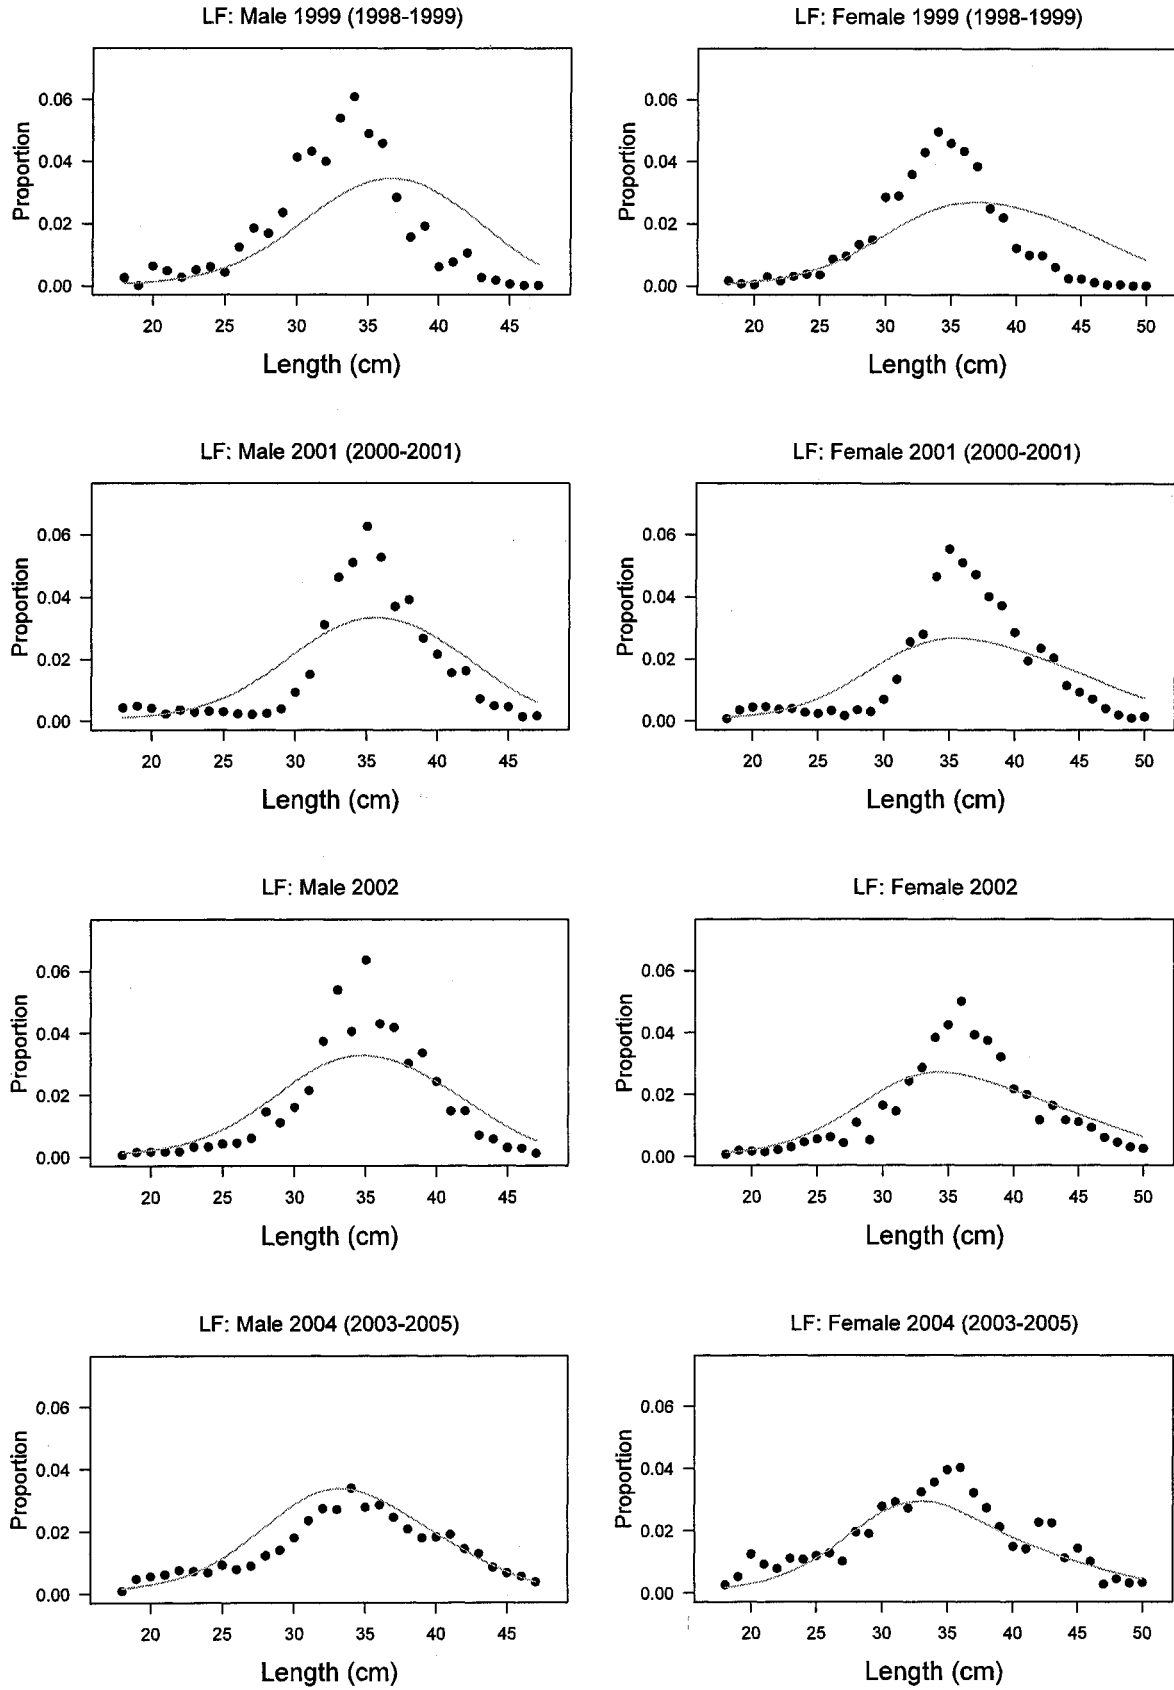 LF: Male 1999 (1998-1999)
Proportion
0.06
0.04
0.02
0.00
20 25 30 35 40 45
Length (cm)
LF: Female 1999 (1998-1999)
Proportion
0.06
0.04
0.02
0.00
20 25 30 35 40 45 50
Length (cm)
LF: Male 2001 (2000-2001)
Proportion
0.06
0.04
0.02
0.00
20 25 30 35 40 45
Length (cm)
LF: Female 2001 (2000-2001)
Proportion
0.06
0.04
0.02
0.00
20 25 30 35 40 45 50
Length (cm)
LF: Male 2002
Proportion
0.06
0.04
0.02
0.00
20 25 30 35 40 45
Length (cm)
LF: Female 2002
Proportion
0.06
0.04
0.02
0.00
20 25 30 35 40 45 50
Length (cm)
LF: Male 2004 (2003-2005)
Proportion
0.06
0.04
0.02
0.00
20 25 30 35 40 45
Length (cm)
LF: Female 2004 (2003-2005)
Proportion
0.06
0.04
0.02
0.00
20 25 30 35 40 45 50
Length (cm)